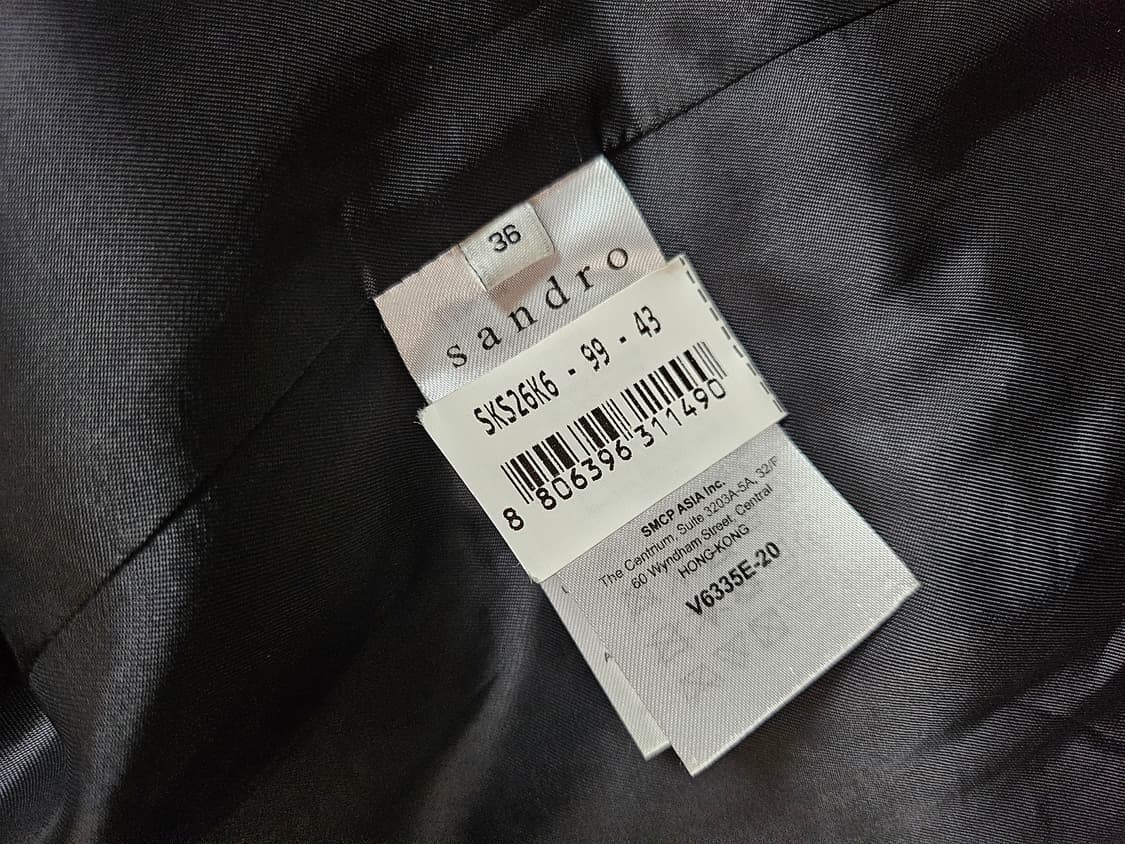 36
sandro
SKS26K6 - 99 - 43
8 806396 311490
SMCP ASIA Inc.
The Centrium, Suite 3203A-5A, 32/F
60 Wyndham Street, Central
HONG-KONG
V6335E-20